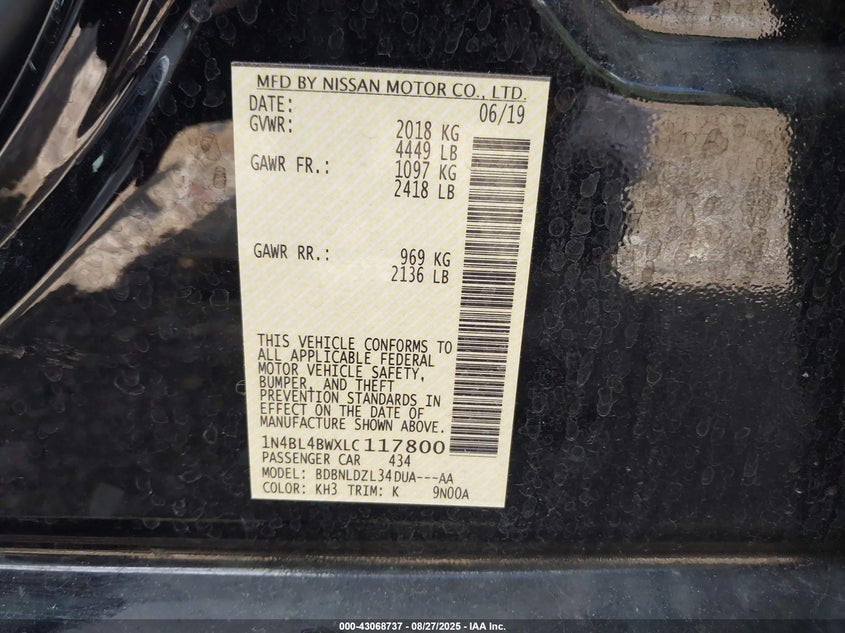 MFD BY NISSAN MOTOR CO., LTD.
DATE: 06/19
GVWR: 2018 KG
4449 LB
GAWR FR.: 1097 KG
2418 LB
GAWR RR.: 969 KG
2136 LB
THIS VEHICLE CONFORMS TO
ALL APPLICABLE FEDERAL
MOTOR VEHICLE SAFETY,
BUMPER, AND THEFT
PREVENTION STANDARDS IN
EFFECT ON THE DATE OF
MANUFACTURE SHOWN ABOVE.
1N4BL4BWXLC117800
PASSENGER CAR 434
MODEL: BDBNLDZL34DUA---AA
COLOR: KH3 TRIM: K 9N00A
000-43068737 - 08/27/2025 - IAA Inc.